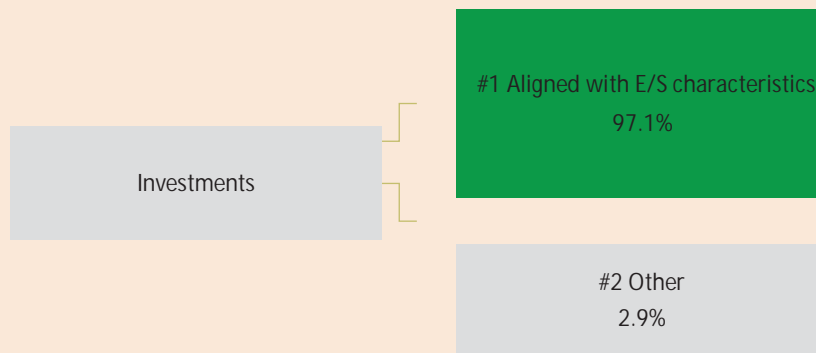 #1 Aligned with E/S characteristics
97.1%
Investments
#2 Other
2.9%